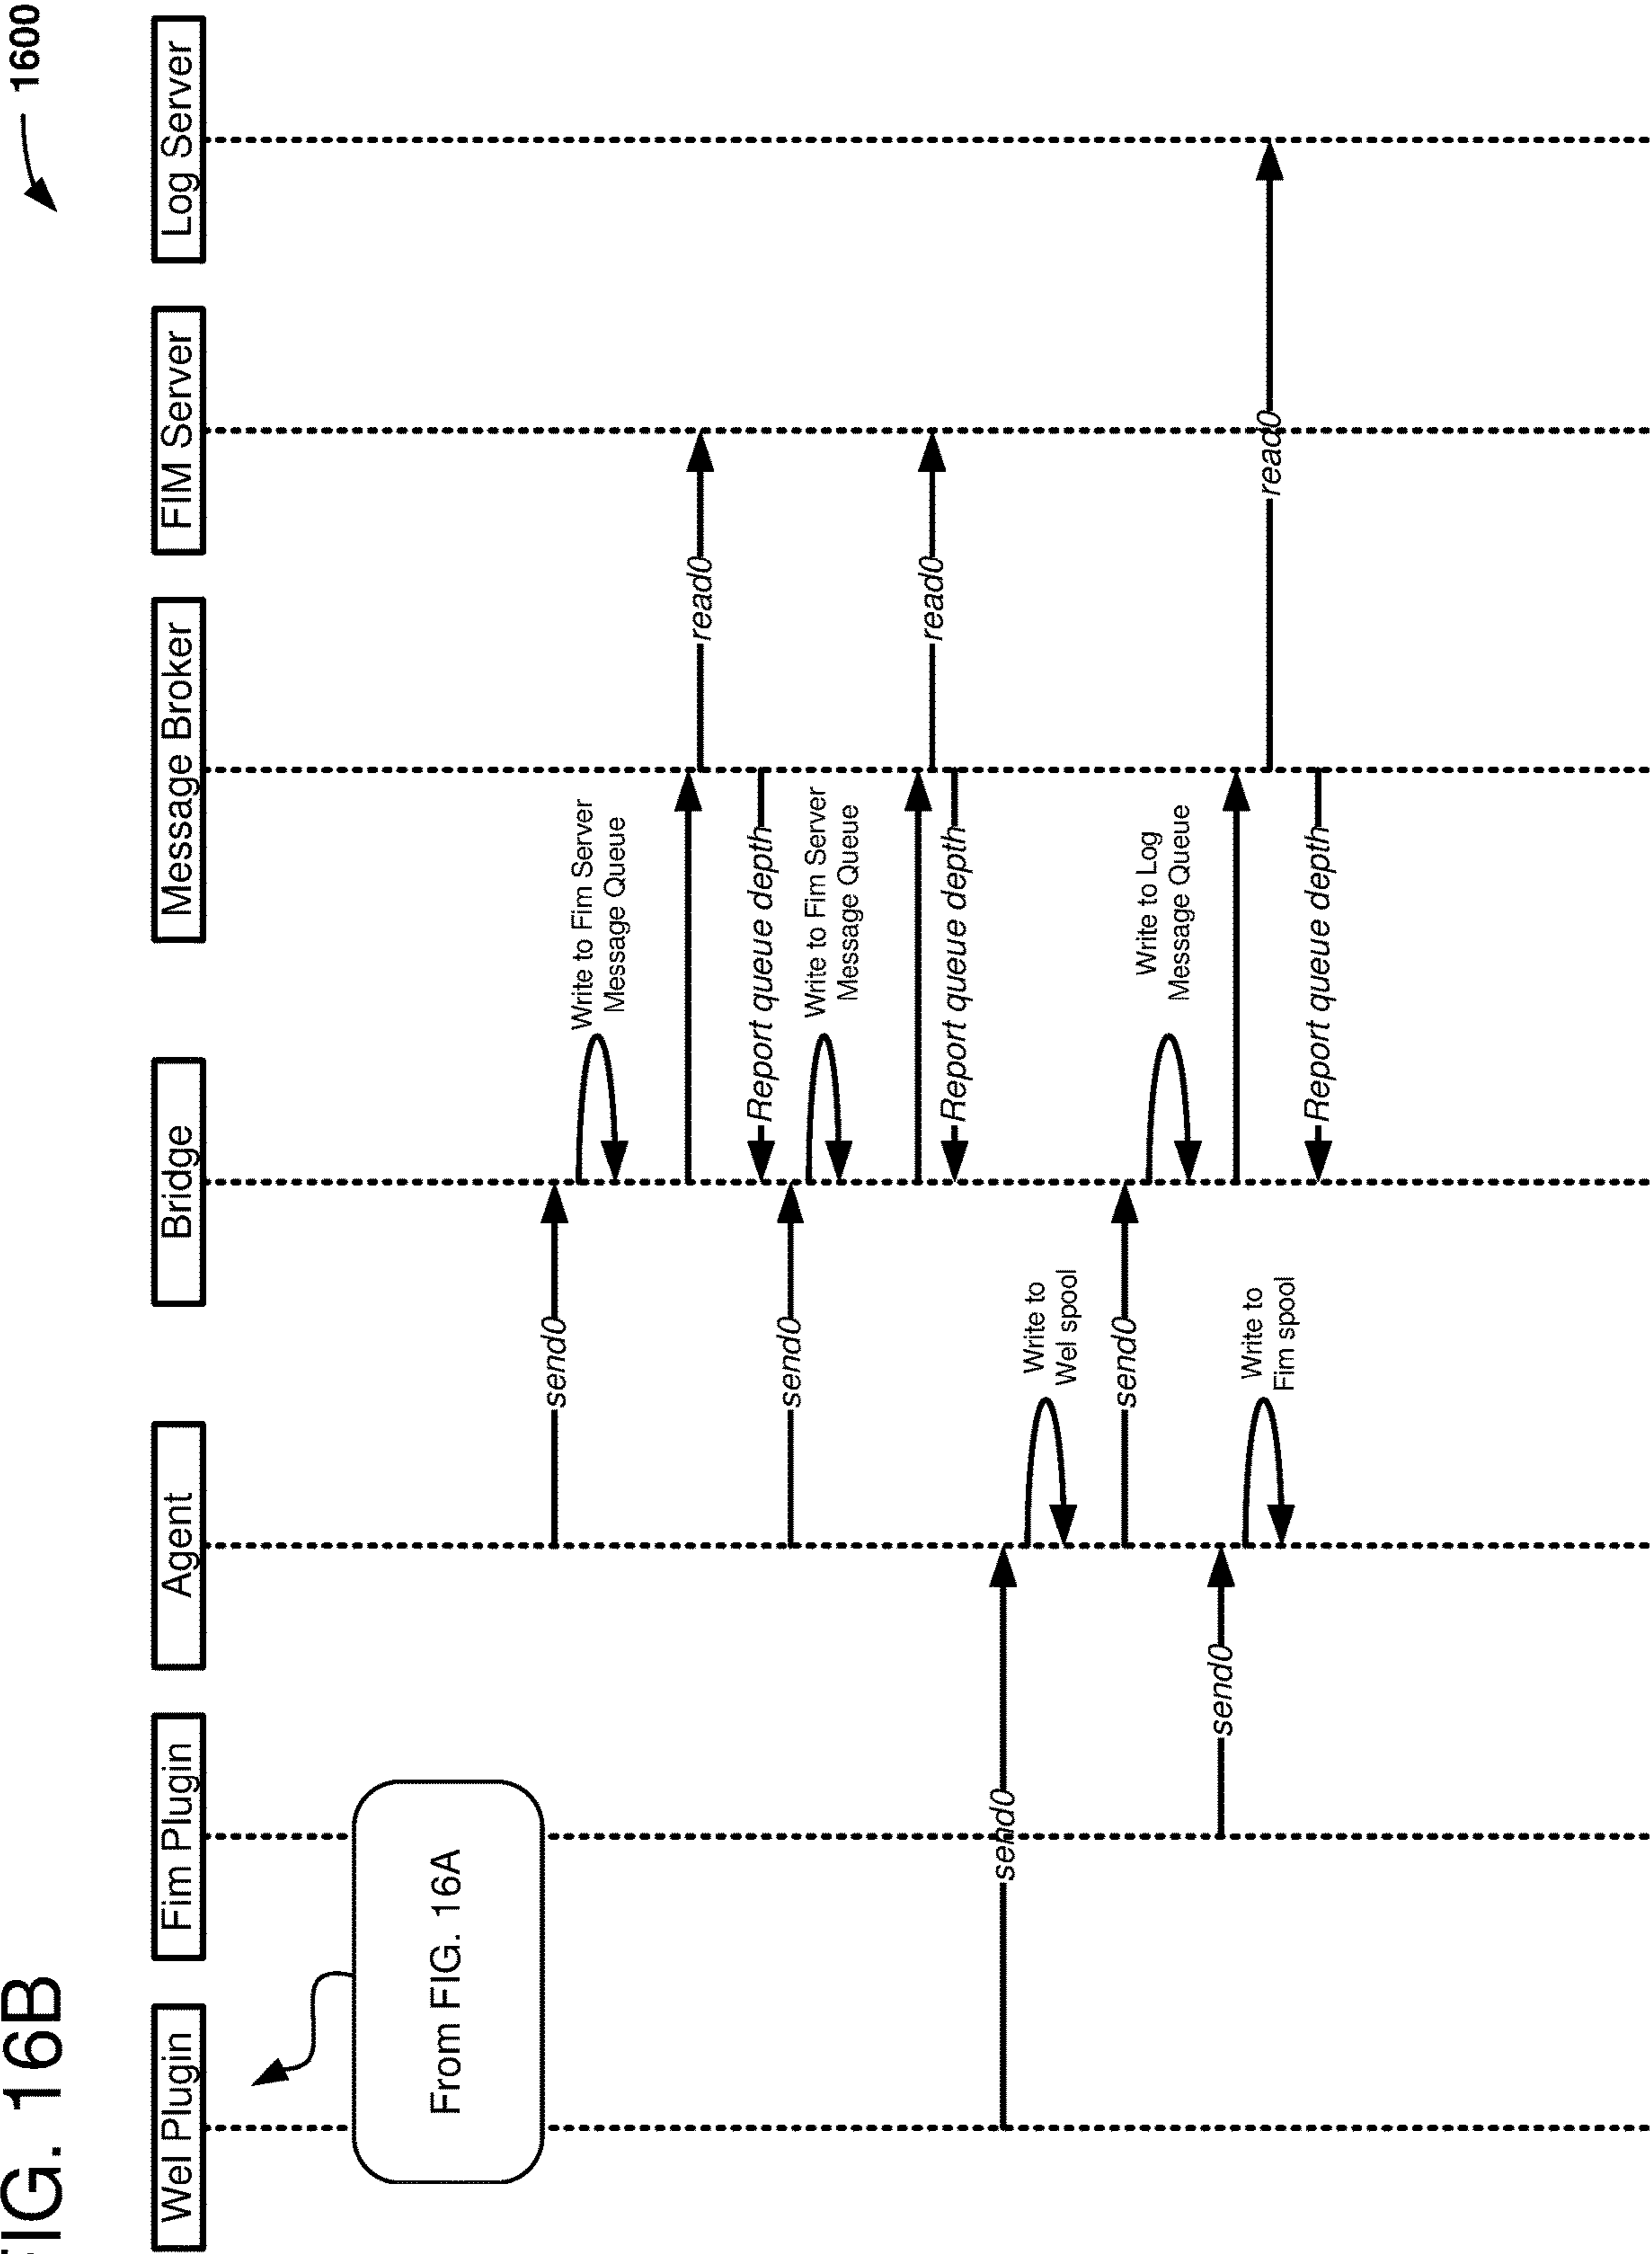 FIG. 16B
1600
Wel Plugin
Fim Plugin
Agent
Bridge
Message Broker
FIM Server
Log Server
From FIG. 16A
send0
Write to Fim Server
Message Queue
read0
Report queue depth
send0
Write to Fim Server
Message Queue
read0
Report queue depth
send0
Write to
Wel spool
send0
Write to Log
Message Queue
send0
Write to
Fim spool
read0
Report queue depth